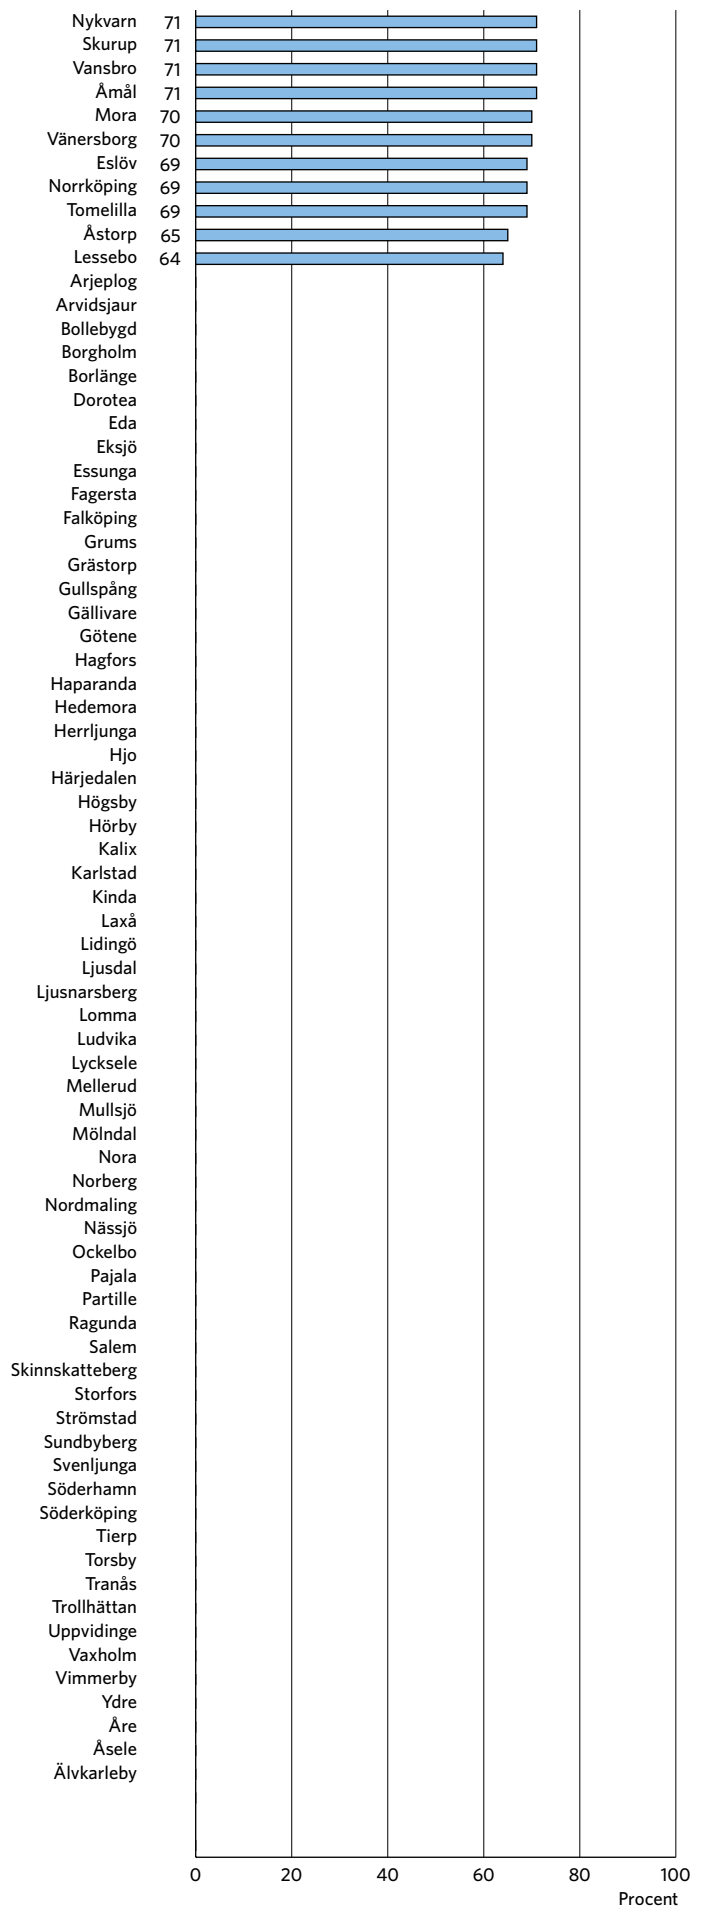 Nykvarn 71
Skurup 71
Vansbro 71
Åmål 71
Mora 70
Vänersborg 70
Eslöv 69
Norrköping 69
Tomelilla 69
Åstorp 65
Lessebo 64
Arjeplog
Arvidsjaur
Bollebygd
Borgholm
Borlänge
Dorotea
Eda
Eksjö
Essunga
Fagersta
Falköping
Grums
Grästorp
Gullspång
Gällivare
Götene
Hagfors
Haparanda
Hedemora
Herrljunga
Hjo
Härjedalen
Högsby
Hörby
Kalix
Karlstad
Kinda
Laxå
Lidingö
Ljusdal
Ljusnarsberg
Lomma
Ludvika
Lycksele
Mellerud
Mullsjö
Mölndal
Nora
Norberg
Nordmaling
Nässjö
Ockelbo
Pajala
Partille
Ragunda
Salem
Skinnskatteberg
Storfors
Strömstad
Sundbyberg
Svenljunga
Söderhamn
Söderköping
Tierp
Torsby
Tranås
Trollhättan
Uppvidinge
Vaxholm
Vimmerby
Ydre
Åre
Åsele
Älvkarleby
0 20 40 60 80 100
Procent